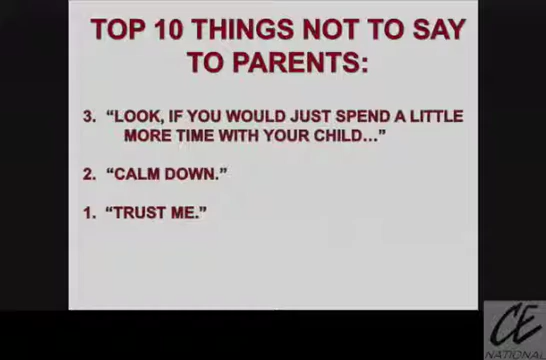 TOP 10 THINGS NOT TO SAY
TO PARENTS:
3. “LOOK, IF YOU WOULD JUST SPEND A LITTLE
MORE TIME WITH YOUR CHILD…”
2. “CALM DOWN.”
1. “TRUST ME.”
CE
NATIONAL